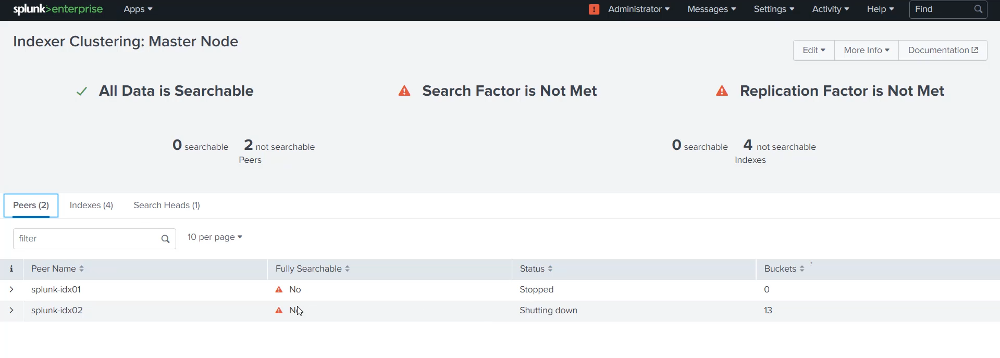 splunk>enterprise Apps Administrator Messages Settings Activity Help Find
Indexer Clustering: Master Node
Edit More Info Documentation
All Data is Searchable Search Factor is Not Met Replication Factor is Not Met
0 searchable 2 not searchable 0 searchable 4 not searchable
Peers Indexes
Peers (2) Indexes (4) Search Heads (1)
filter 10 per page
i Peer Name Fully Searchable Status Buckets ?
splunk-idx01 No Stopped 0
splunk-idx02 No Shutting down 13